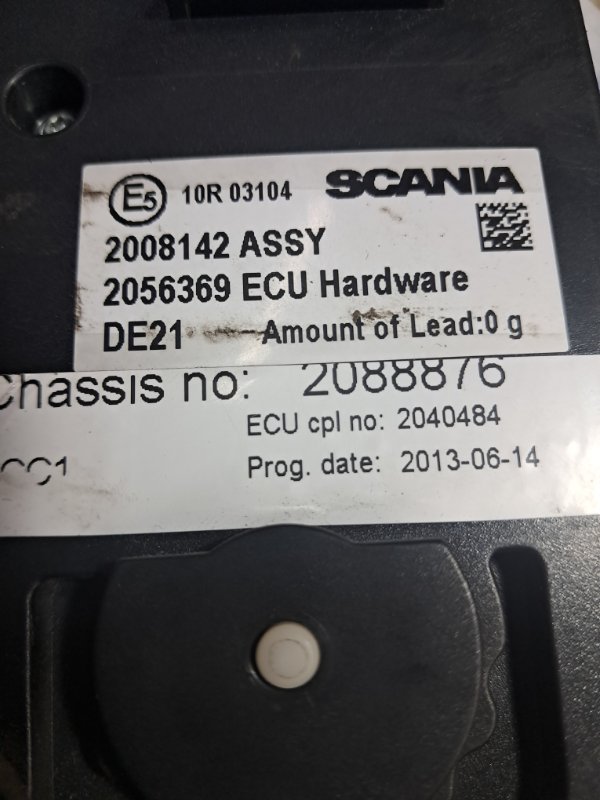 E5 10R 03104 SCANIA
2008142 ASSY
2056369 ECU Hardware
DE21 Amount of Lead:0 g
Chassis no: 2088876
ECU cpl no: 2040484
Prog. date: 2013-06-14